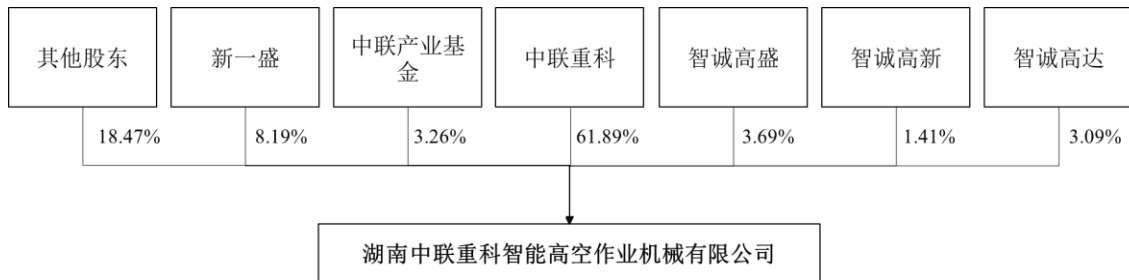 其他股东
新一盛
中联产业基
金
中联重科
智诚高盛
智诚高新
智诚高达
18.47%
8.19%
3.26%
61.89%
3.69%
1.41%
3.09%
湖南中联重科智能高空作业机械有限公司